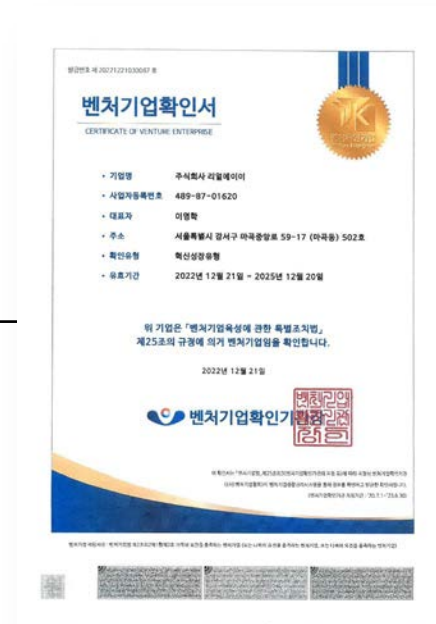 발급번호 제 20221221030087 호
벤처기업확인서
CERTIFICATE OF VENTURE ENTERPRISE
• 기업명 주식회사 리얼에이아이
• 사업자등록번호 489-87-01620
• 대표자 이영학
• 주소 서울특별시 강서구 마곡중앙로 59-17 (마곡동) 502호
• 확인유형 혁신성장유형
• 유효기간 2022년 12월 21일 ~ 2025년 12월 20일
위 기업은 「벤처기업육성에 관한 특별조치법」
제25조의 규정에 의거 벤처기업임을 확인합니다.
2022년 12월 21일
벤처기업확인기관장